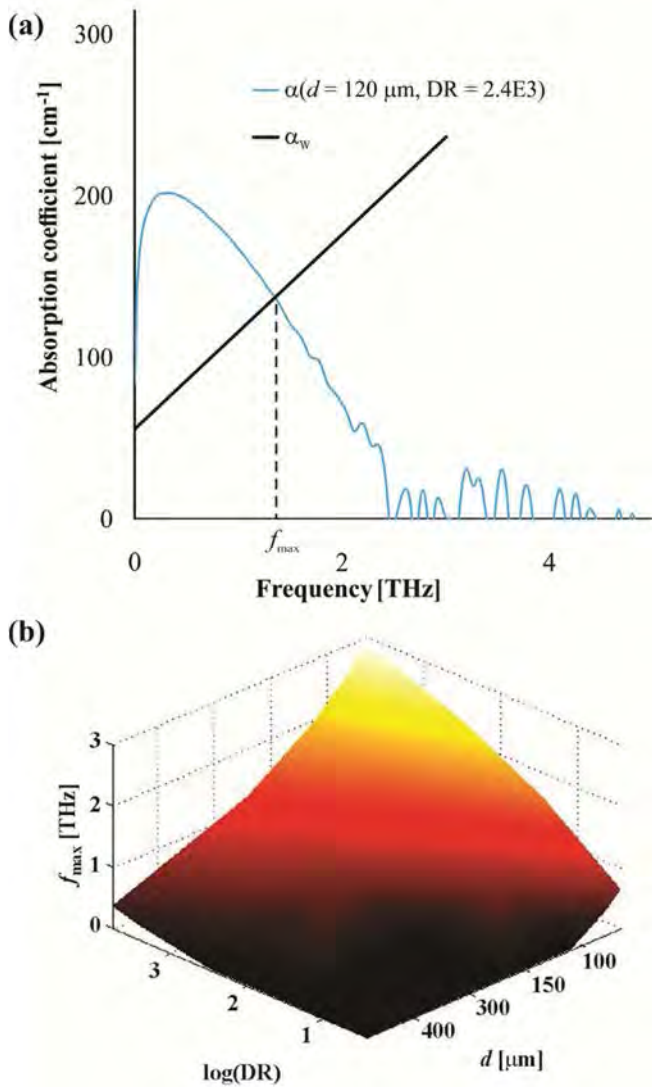 (a)
300
α(d = 120 μm, DR = 2.4E3)
α_w
200
100
0
Absorption coefficient [cm⁻¹]
0
f_max
2
4
Frequency [THz]
(b)
3
2
1
0
f_max [THz]
3
2
1
log(DR)
400
300
150
100
d [μm]